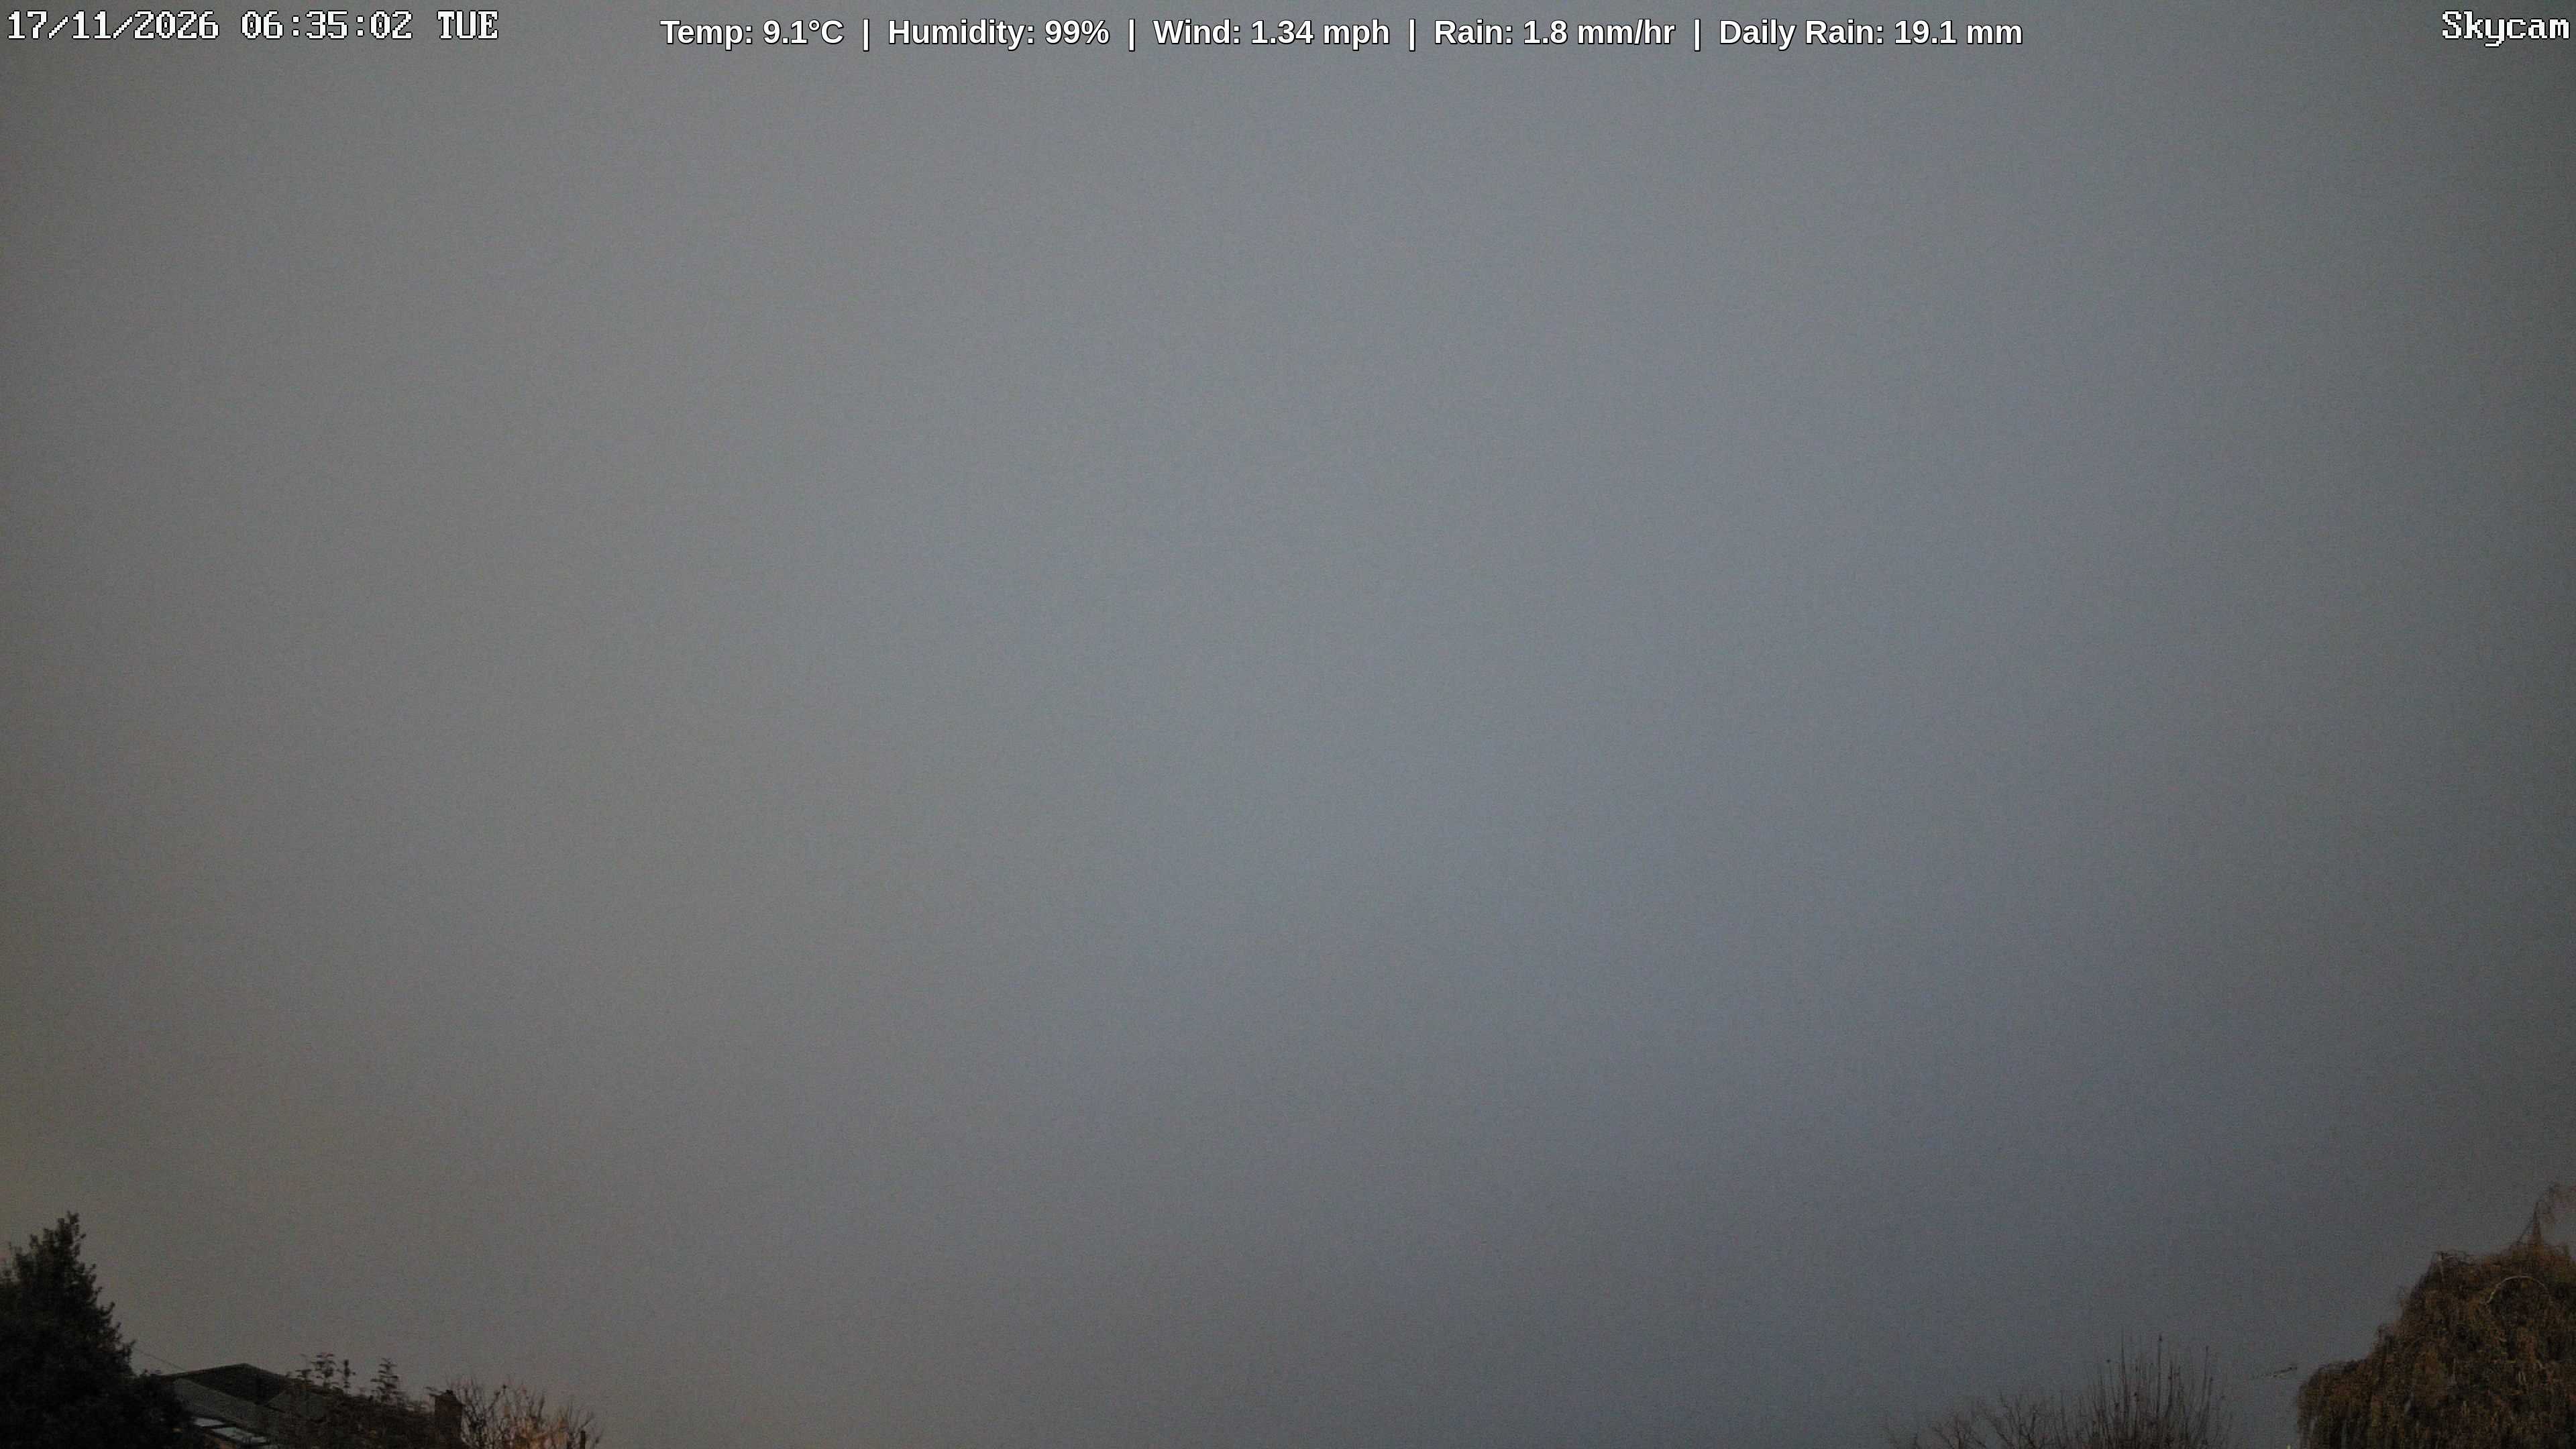 17/11/2026 06:35:02 TUE
Temp: 9.1°C | Humidity: 99% | Wind: 1.34 mph | Rain: 1.8 mm/hr | Daily Rain: 19.1 mm
Skycam